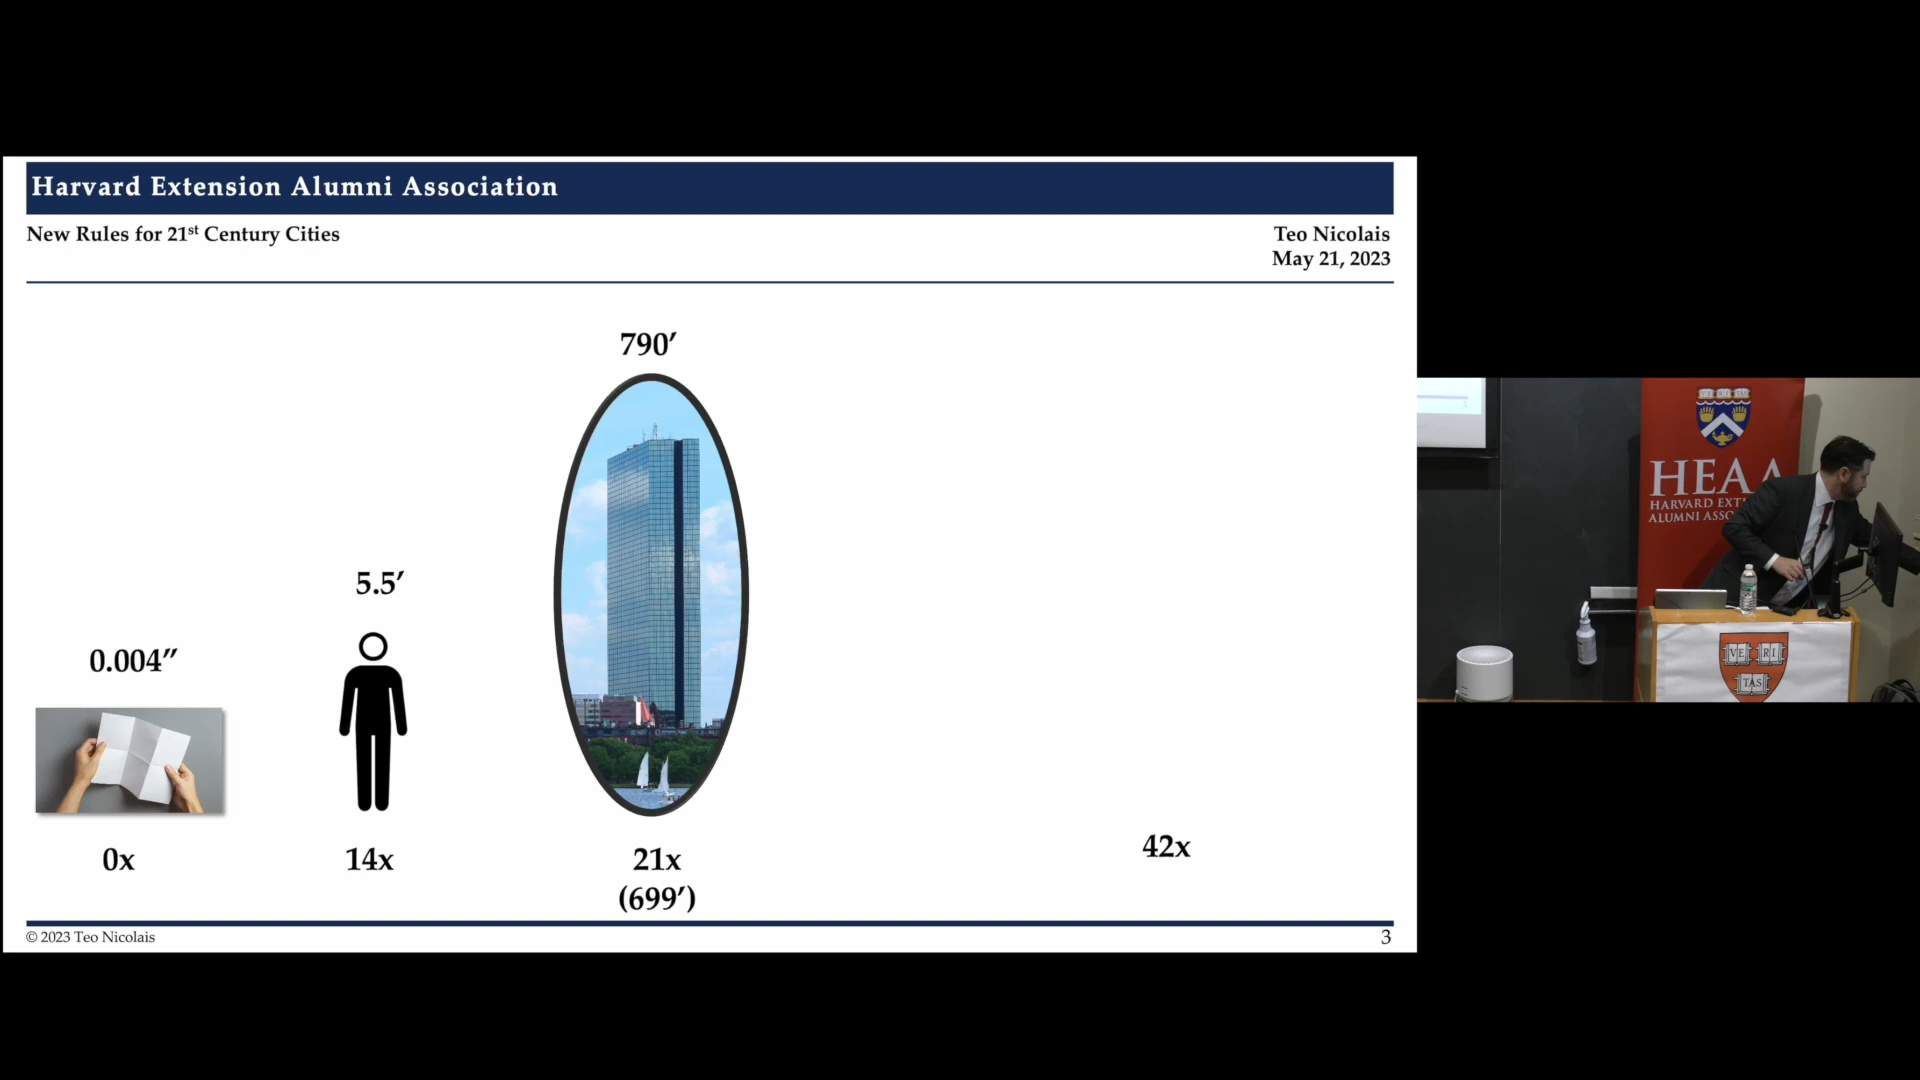 Harvard Extension Alumni Association
New Rules for 21st Century Cities
Teo Nicolais
May 21, 2023
790′
5.5′
0.004″
0x
14x
21x
(699′)
42x
© 2023 Teo Nicolais
3
HEAA
HARVARD EXT
ALUMNI ASSO
VE RI
TAS